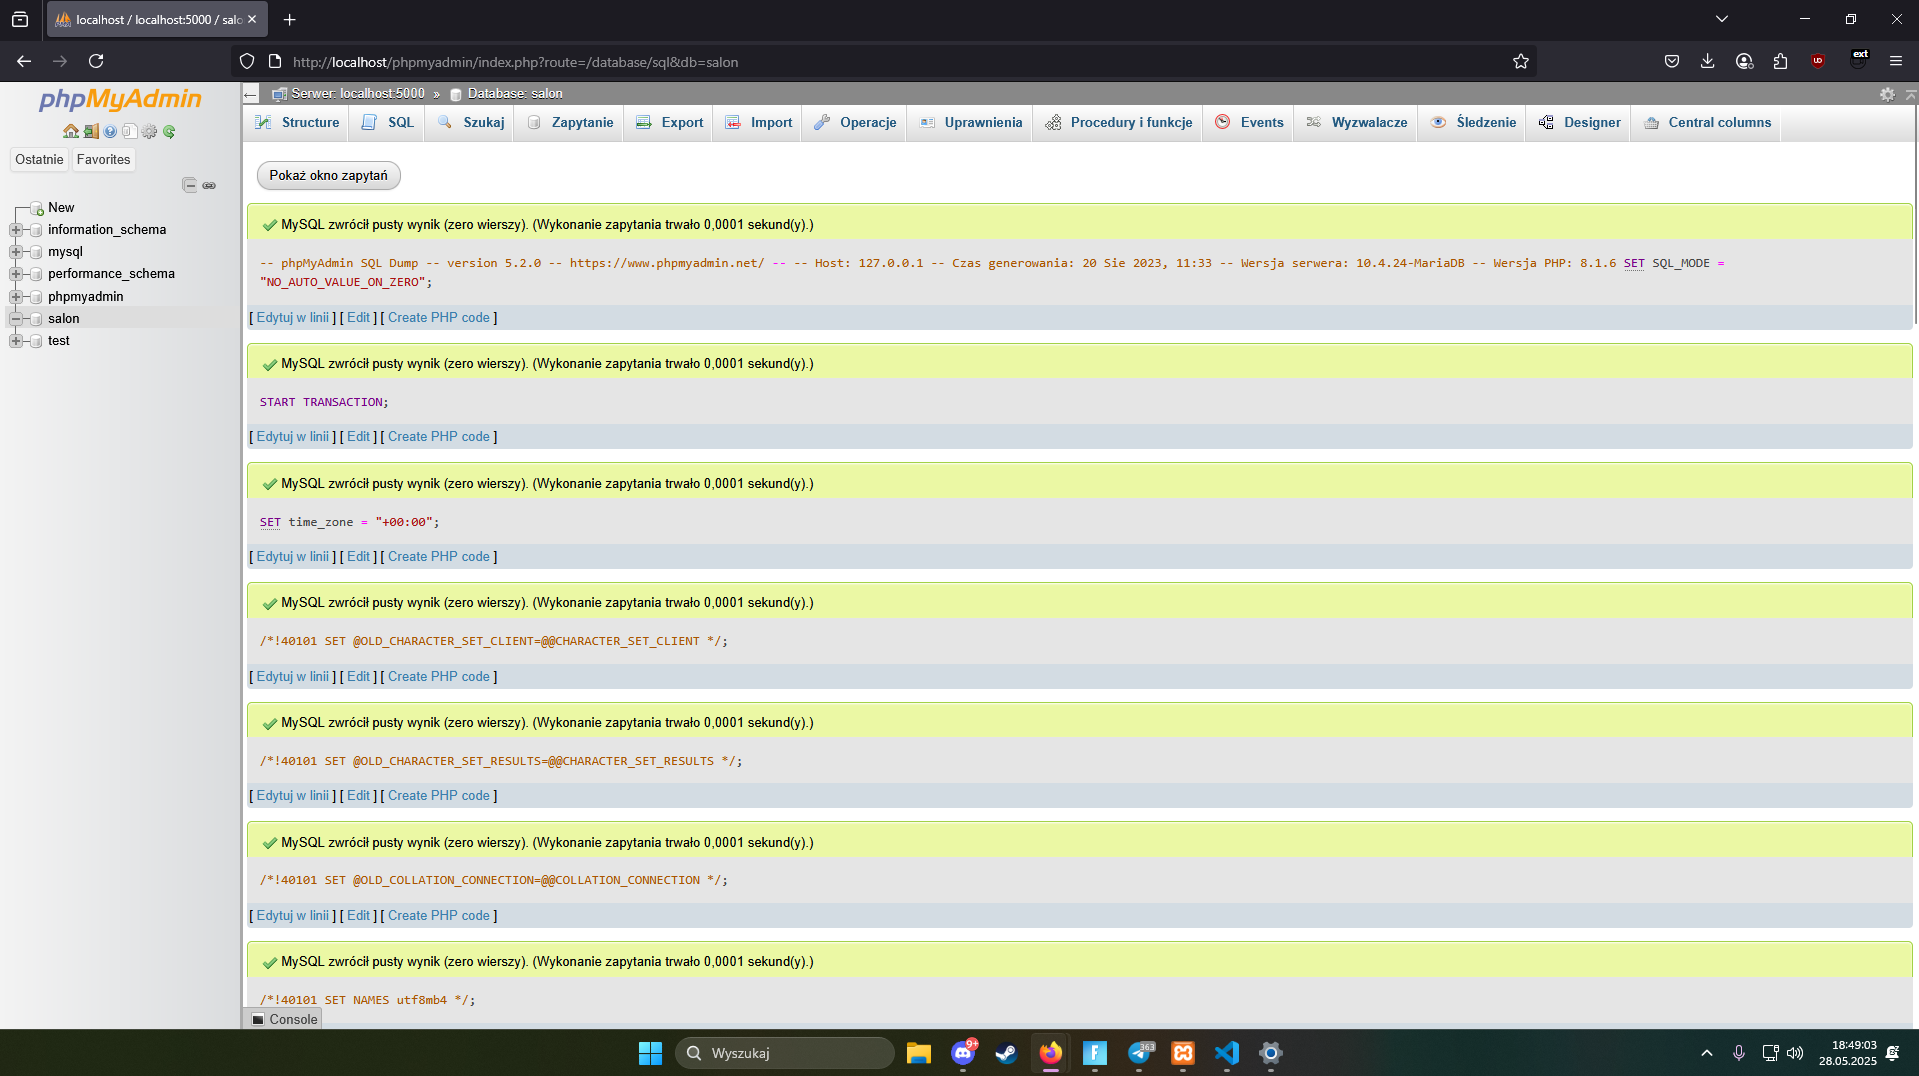 localhost / localhost:5000 / salo
http://localhost/phpmyadmin/index.php?route=/database/sql&db=salon
ext
phpMyAdmin
Serwer: localhost:5000 » Database: salon
Structure SQL Szukaj Zapytanie Export Import Operacje Uprawnienia Procedury i funkcje Events Wyzwalacze Śledzenie Designer Central columns
Ostatnie Favorites
New
information_schema
mysql
performance_schema
phpmyadmin
salon
test
Pokaż okno zapytań
MySQL zwrócił pusty wynik (zero wierszy). (Wykonanie zapytania trwało 0,0001 sekund(y).)
-- phpMyAdmin SQL Dump -- version 5.2.0 -- https://www.phpmyadmin.net/ -- -- Host: 127.0.0.1 -- Czas generowania: 20 Sie 2023, 11:33 -- Wersja serwera: 10.4.24-MariaDB -- Wersja PHP: 8.1.6 SET SQL_MODE =
"NO_AUTO_VALUE_ON_ZERO";
[ Edytuj w linii ] [ Edit ] [ Create PHP code ]
MySQL zwrócił pusty wynik (zero wierszy). (Wykonanie zapytania trwało 0,0001 sekund(y).)
START TRANSACTION;
[ Edytuj w linii ] [ Edit ] [ Create PHP code ]
MySQL zwrócił pusty wynik (zero wierszy). (Wykonanie zapytania trwało 0,0001 sekund(y).)
SET time_zone = "+00:00";
[ Edytuj w linii ] [ Edit ] [ Create PHP code ]
MySQL zwrócił pusty wynik (zero wierszy). (Wykonanie zapytania trwało 0,0001 sekund(y).)
/*!40101 SET @OLD_CHARACTER_SET_CLIENT=@@CHARACTER_SET_CLIENT */;
[ Edytuj w linii ] [ Edit ] [ Create PHP code ]
MySQL zwrócił pusty wynik (zero wierszy). (Wykonanie zapytania trwało 0,0001 sekund(y).)
/*!40101 SET @OLD_CHARACTER_SET_RESULTS=@@CHARACTER_SET_RESULTS */;
[ Edytuj w linii ] [ Edit ] [ Create PHP code ]
MySQL zwrócił pusty wynik (zero wierszy). (Wykonanie zapytania trwało 0,0001 sekund(y).)
/*!40101 SET @OLD_COLLATION_CONNECTION=@@COLLATION_CONNECTION */;
[ Edytuj w linii ] [ Edit ] [ Create PHP code ]
MySQL zwrócił pusty wynik (zero wierszy). (Wykonanie zapytania trwało 0,0001 sekund(y).)
/*!40101 SET NAMES utf8mb4 */;
Console
Wyszukaj
9+
363
18:49:03
28.05.2025